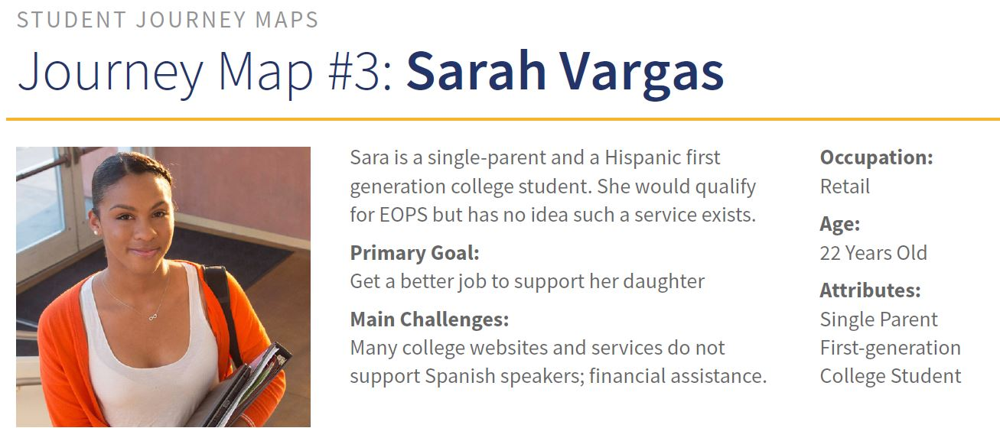 STUDENT JOURNEY MAPS
Journey Map #3: Sarah Vargas
Sara is a single-parent and a Hispanic first
generation college student. She would qualify
for EOPS but has no idea such a service exists.
Primary Goal:
Get a better job to support her daughter
Main Challenges:
Many college websites and services do not
support Spanish speakers; financial assistance.
Occupation:
Retail
Age:
22 Years Old
Attributes:
Single Parent
First-generation
College Student